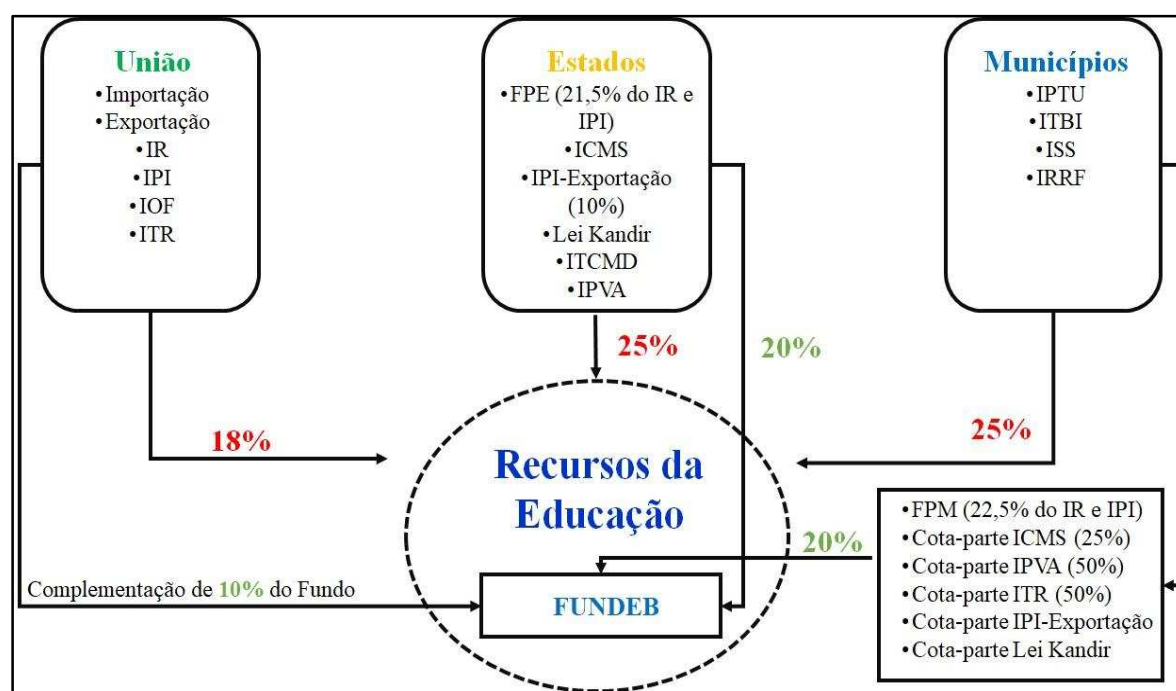 União
•Importação
•Exportação
•IR
•IPI
•IOF
•ITR
Estados
•FPE (21,5% do IR e
IPI)
•ICMS
•IPI-Exportação
(10%)
•Lei Kandir
•ITCMD
•IPVA
Municípios
•IPTU
•ITBI
•ISS
•IRRF
25%
20%
18%
25%
Recursos da
Educação
20%
•FPM (22,5% do IR e IPI)
•Cota-parte ICMS (25%)
•Cota-parte IPVA (50%)
•Cota-parte ITR (50%)
•Cota-parte IPI-Exportação
•Cota-parte Lei Kandir
Complementação de 10% do Fundo
FUNDEB